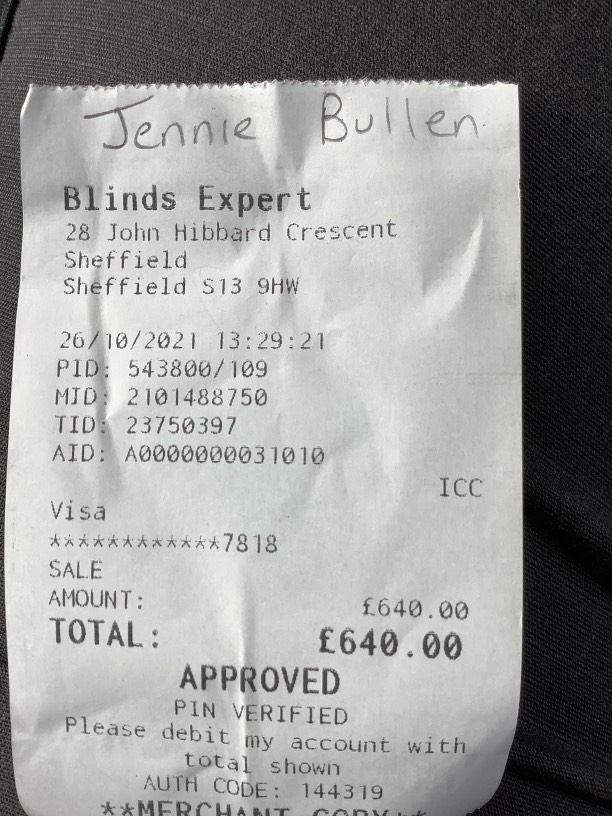 Jennie Bullen
Blinds Expert
28 John Hibbard Crescent
Sheffield
Sheffield S13 9HW
26/10/2021 13:29:21
PID: 543800/109
MID: 2101488750
TID: 23750397
AID: A0000000031010
ICC
Visa
************7818
SALE
AMOUNT: £640.00
TOTAL: £640.00
APPROVED
PIN VERIFIED
Please debit my account with
total shown
AUTH CODE: 144319
**MERCHANT COPY**